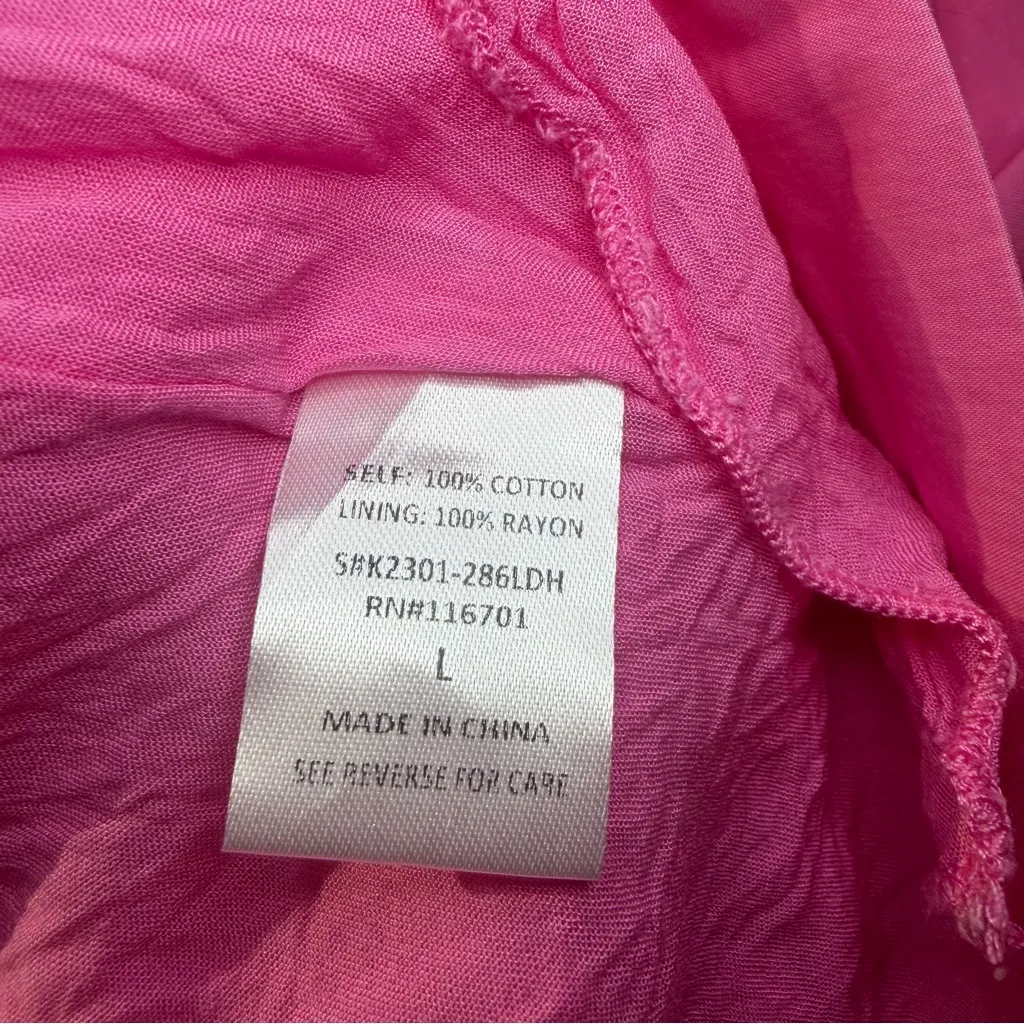 SELF: 100% COTTON
LINING: 100% RAYON
S#K2301-286LDH
RN#116701
L
MADE IN CHINA
SEE REVERSE FOR CARE